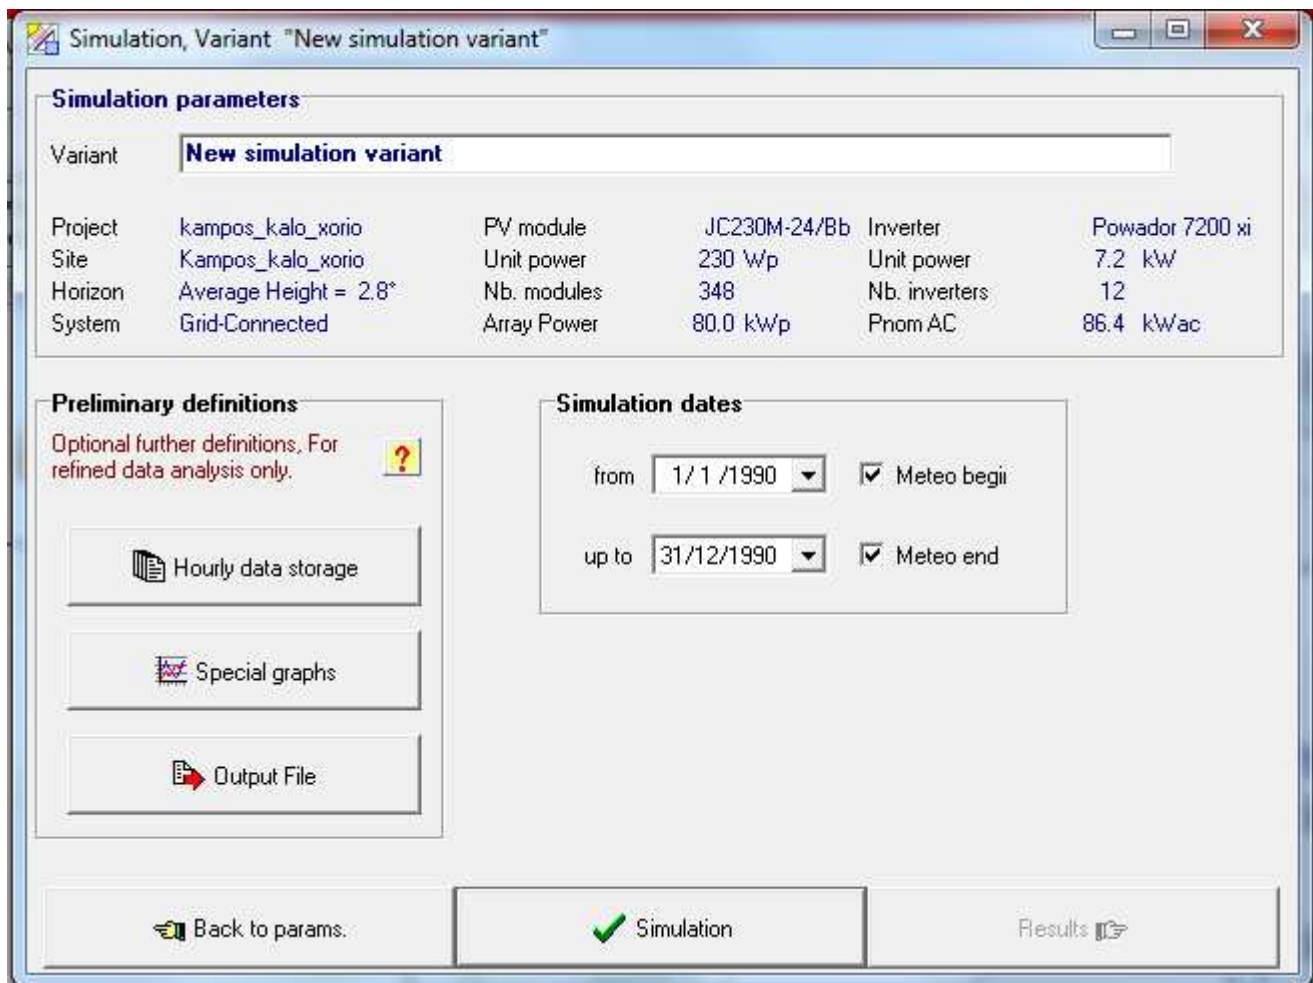 Simulation, Variant "New simulation variant"
Simulation parameters
Variant New simulation variant
Project kampos_kalo_xorio PV module JC230M-24/Bb Inverter Powador 7200 xi
Site Kampos_kalo_xorio Unit power 230 Wp Unit power 7.2 kW
Horizon Average Height = 2.8° Nb. modules 348 Nb. inverters 12
System Grid-Connected Array Power 80.0 kWp Pnom AC 86.4 kWac
Preliminary definitions
Optional further definitions, For
refined data analysis only.
?
Hourly data storage
Special graphs
Output File
Simulation dates
from 1/ 1 /1990 Meteo begii
up to 31/12/1990 Meteo end
Back to params.
Simulation
Results